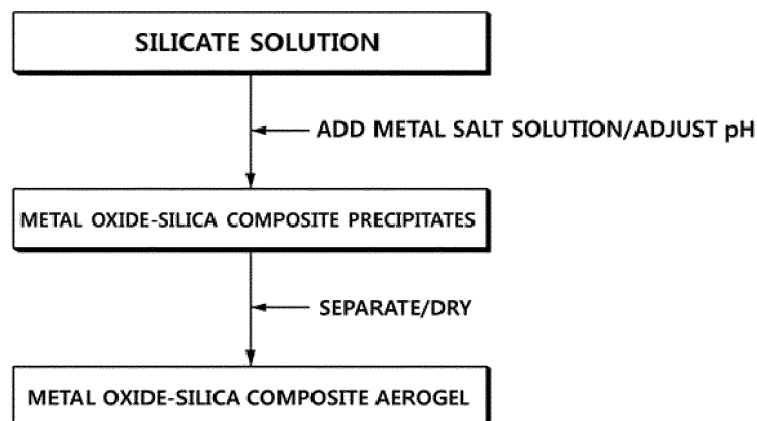 SILICATE SOLUTION
ADD METAL SALT SOLUTION/ADJUST pH
METAL OXIDE-SILICA COMPOSITE PRECIPITATES
SEPARATE/DRY
METAL OXIDE-SILICA COMPOSITE AEROGEL